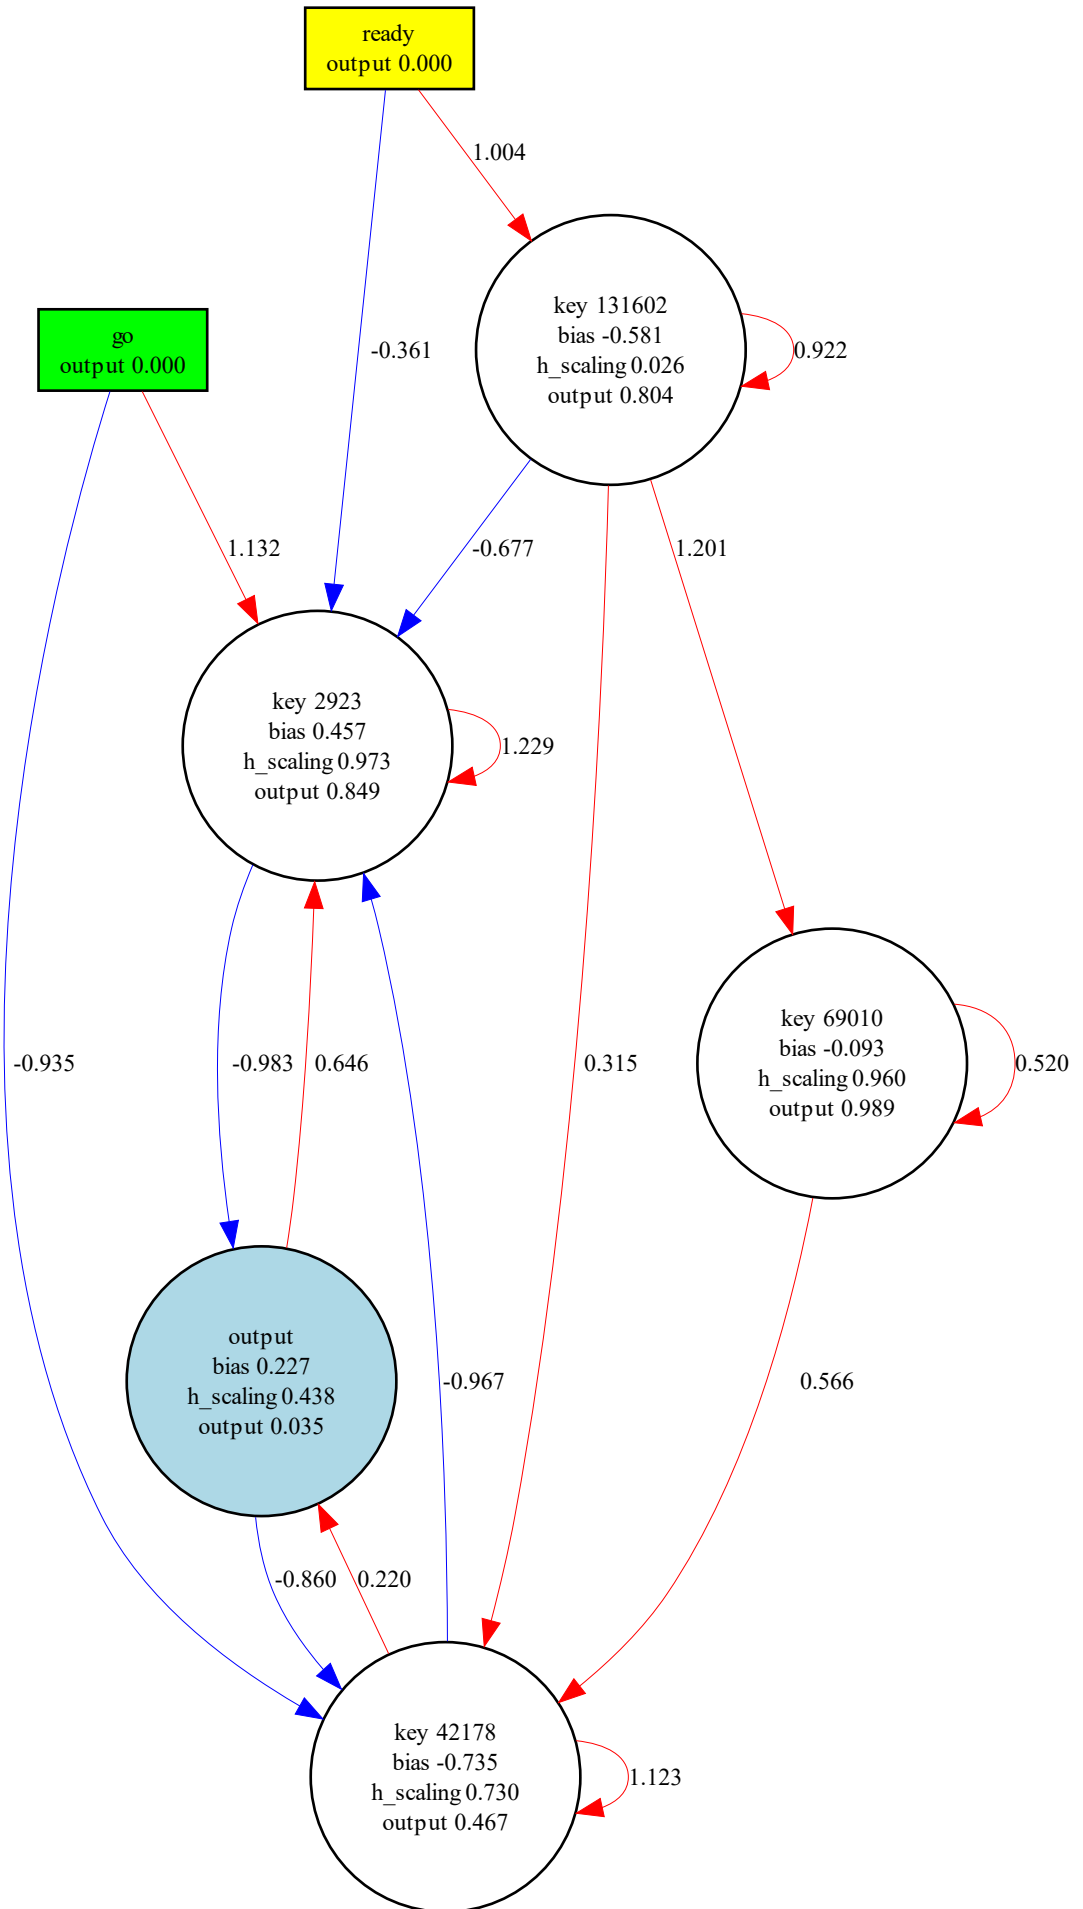 ready
output 0.000
1.004
key 131602
bias -0.581
h_scaling 0.026
output 0.804
0.922
go
output 0.000
-0.361
1.132
-0.677
1.201
key 2923
bias 0.457
h_scaling 0.973
output 0.849
1.229
key 69010
bias -0.093
h_scaling 0.960
output 0.989
0.520
-0.935
-0.983
0.646
0.315
output
bias 0.227
h_scaling 0.438
output 0.035
-0.967
0.566
-0.860
0.220
key 42178
bias -0.735
h_scaling 0.730
output 0.467
1.123